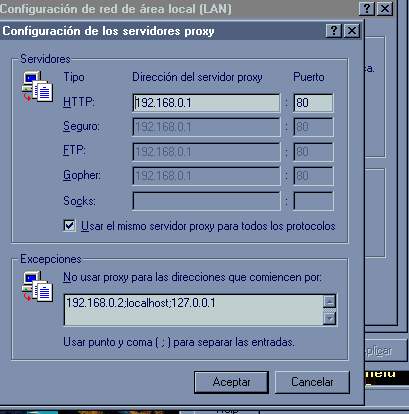 Configuración de red de área local (LAN)
Configuración de los servidores proxy
Servidores
Tipo Dirección del servidor proxy Puerto
HTTP: 192.168.0.1 : 80
Seguro: 192.168.0.1 : 80
FTP: 192.168.0.1 : 80
Gopher: 192.168.0.1 : 80
Socks: :
Usar el mismo servidor proxy para todos los protocolos
Excepciones
No usar proxy para las direcciones que comiencen por:
192.168.0.2;localhost;127.0.0.1
Usar punto y coma ( ; ) para separar las entradas.
Aceptar Cancelar